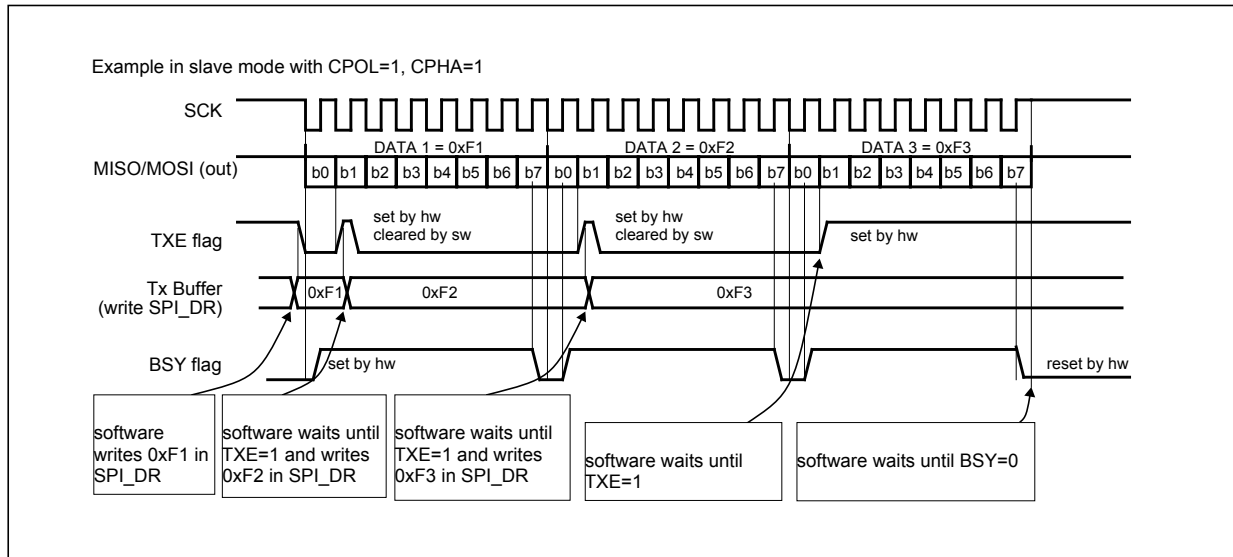 Example in slave mode with CPOL=1, CPHA=1
SCK
DATA 1 = 0xF1
DATA 2 = 0xF2
DATA 3 = 0xF3
MISO/MOSI (out)
b0 b1 b2 b3 b4 b5 b6 b7 b0 b1 b2 b3 b4 b5 b6 b7 b0 b1 b2 b3 b4 b5 b6 b7
TXE flag
set by hw
cleared by sw
set by hw
cleared by sw
set by hw
Tx Buffer
(write SPI_DR)
0xF1
0xF2
0xF3
BSY flag
set by hw
reset by hw
software
writes 0xF1 in
SPI_DR
software waits until
TXE=1 and writes
0xF2 in SPI_DR
software waits until
TXE=1 and writes
0xF3 in SPI_DR
software waits until
TXE=1
software waits until BSY=0